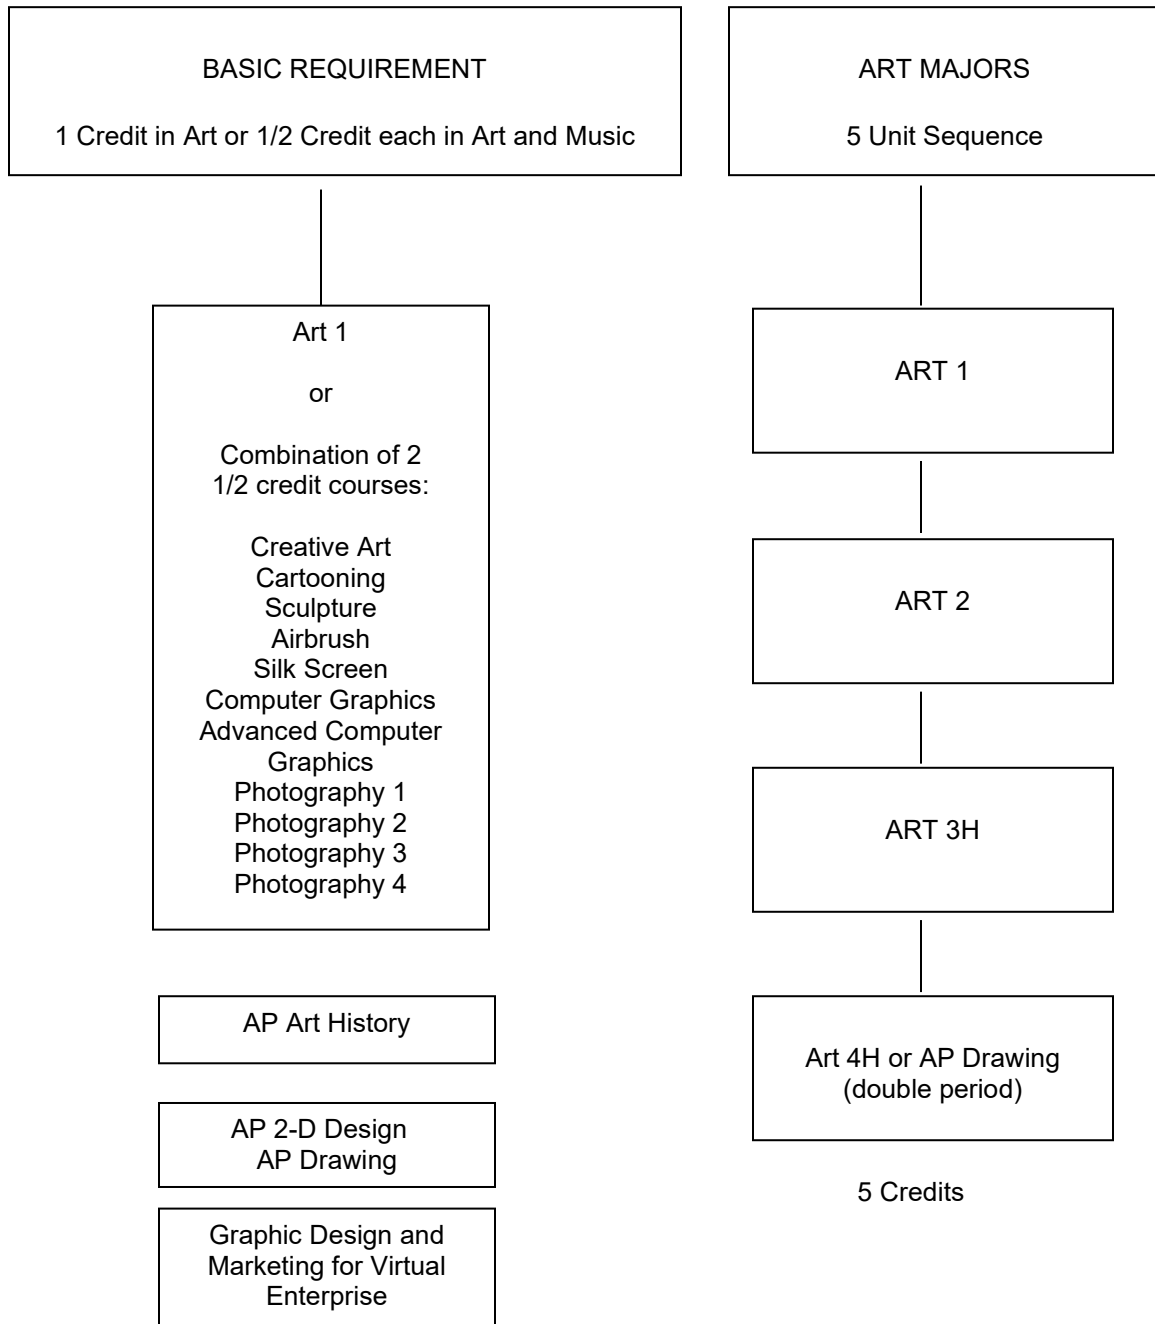 BASIC REQUIREMENT
1 Credit in Art or 1/2 Credit each in Art and Music
Art 1
or
Combination of 2
1/2 credit courses:
Creative Art
Cartooning
Sculpture
Airbrush
Silk Screen
Computer Graphics
Advanced Computer
Graphics
Photography 1
Photography 2
Photography 3
Photography 4
AP Art History
AP 2-D Design
AP Drawing
Graphic Design and
Marketing for Virtual
Enterprise
ART MAJORS
5 Unit Sequence
ART 1
ART 2
ART 3H
Art 4H or AP Drawing
(double period)
5 Credits